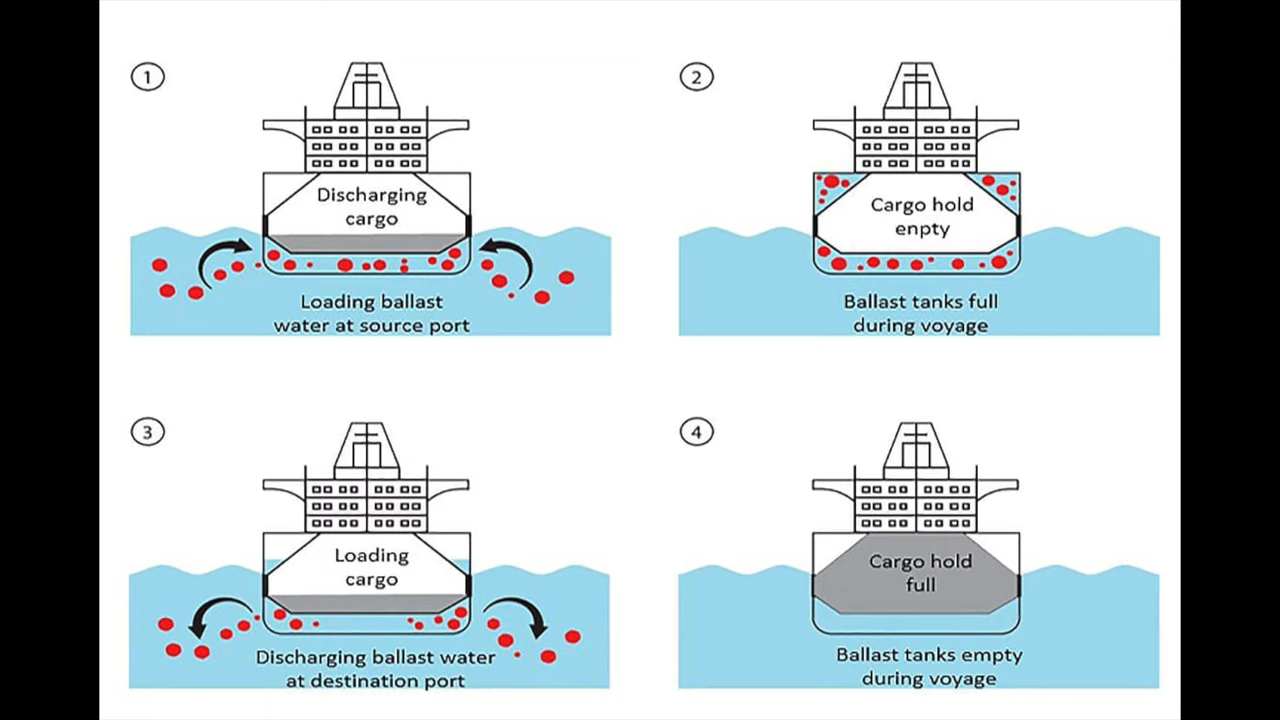 1
Discharging
cargo
Loading ballast
water at source port
2
Cargo hold
enpty
Ballast tanks full
during voyage
3
Loading
cargo
Discharging ballast water
at destination port
4
Cargo hold
full
Ballast tanks empty
during voyage